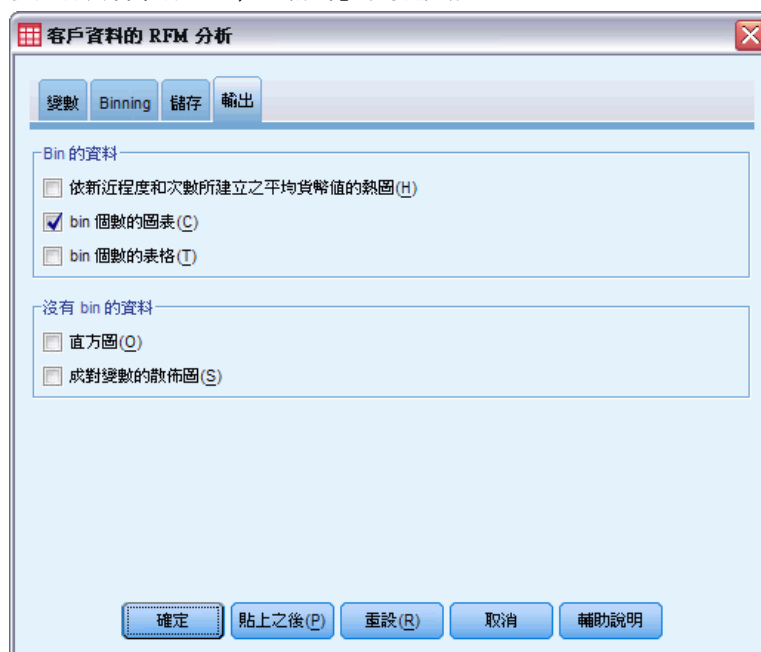 客戶資料的 RFM 分析
變數 Binning 儲存 輸出
Bin 的資料
依新近程度和次數所建立之平均貨幣值的熱圖(H)
bin 個數的圖表(C)
bin 個數的表格(T)
沒有 bin 的資料
直方圖(O)
成對變數的散佈圖(S)
確定 貼上之後(P) 重設(R) 取消 輔助說明